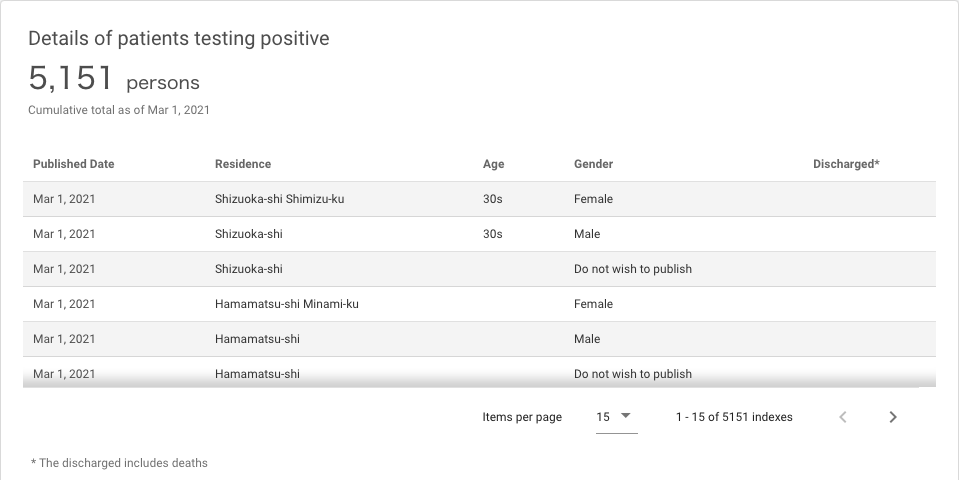 Details of patients testing positive
5,151 persons
Cumulative total as of Mar 1, 2021
Published Date Residence Age Gender Discharged*
Mar 1, 2021 Shizuoka-shi Shimizu-ku 30s Female
Mar 1, 2021 Shizuoka-shi 30s Male
Mar 1, 2021 Shizuoka-shi Do not wish to publish
Mar 1, 2021 Hamamatsu-shi Minami-ku Female
Mar 1, 2021 Hamamatsu-shi Male
Mar 1, 2021 Hamamatsu-shi Do not wish to publish
Items per page 15 1 - 15 of 5151 indexes
* The discharged includes deaths